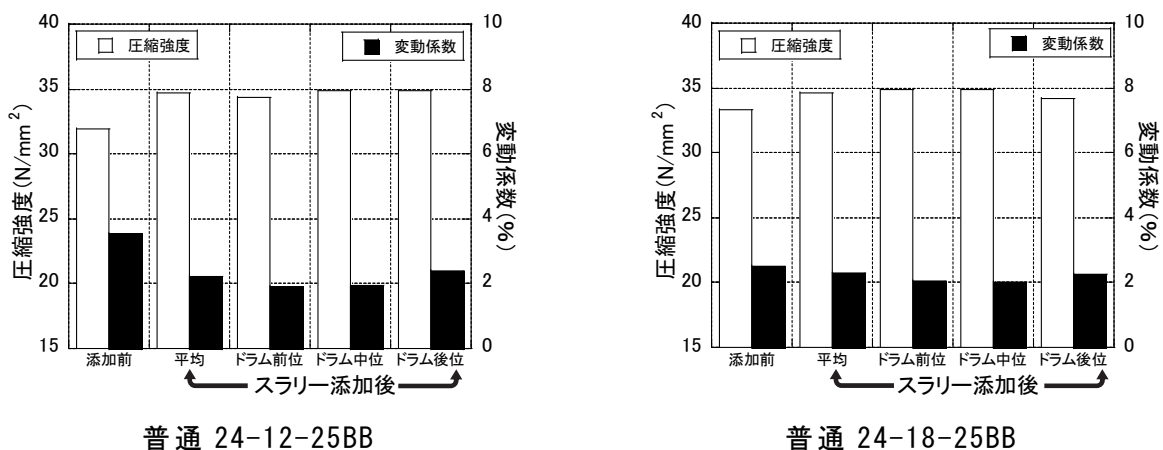 40
35
30
25
20
15
圧縮強度(N/mm²)
圧縮強度
変動係数
10
8
6
4
2
0
変動係数(%)
添加前 平均 ドラム前位 ドラム中位 ドラム後位
スラリー添加後
普通 24-12-25BB
40
35
30
25
20
15
圧縮強度(N/mm²)
圧縮強度
変動係数
10
8
6
4
2
0
変動係数(%)
添加前 平均 ドラム前位 ドラム中位 ドラム後位
スラリー添加後
普通 24-18-25BB